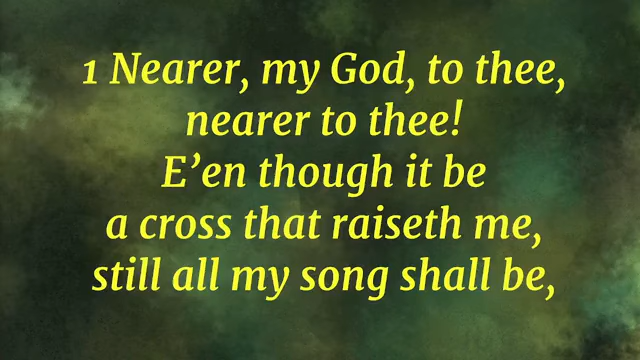 1 Nearer, my God, to thee,
nearer to thee!
E’en though it be
a cross that raiseth me,
still all my song shall be,